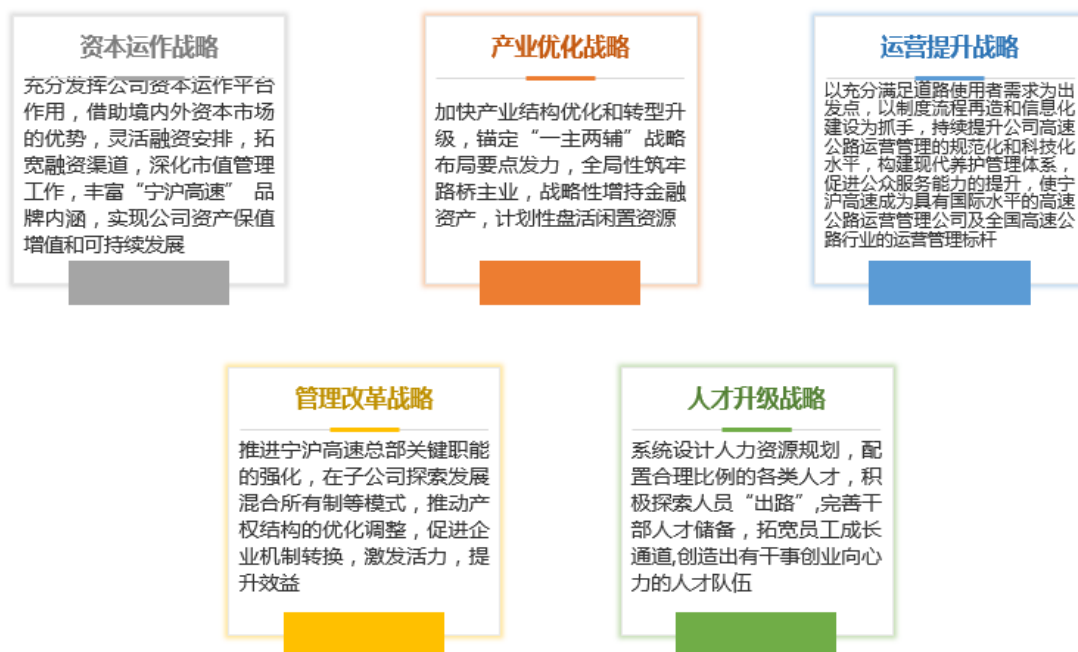 资本运作战略
充分发挥公司资本运作平台
作用，借助境内外资本市场
的优势，灵活融资安排，拓
宽融资渠道，深化市值管理
工作，丰富“宁沪高速” 品
牌内涵，实现公司资产保值
增值和可持续发展
产业优化战略
加快产业结构优化和转型升
级，锚定“一主两辅”战略
布局要点发力，全局性筑牢
路桥主业，战略性增持金融
资产，计划性盘活闲置资源
运营提升战略
以充分满足道路使用者需求为出
发点，以制度流程再造和信息化
建设为抓手，持续提升公司高速
公路运营管理的规范化和科技化
水平，构建现代养护管理体系，
促进公众服务能力的提升，使宁
沪高速成为具有国际水平的高速
公路运营管理公司及全国高速公
路行业的运营管理标杆
管理改革战略
推进宁沪高速总部关键职能
的强化，在子公司探索发展
混合所有制等模式，推动产
权结构的优化调整，促进企
业机制转换，激发活力，提
升效益
人才升级战略
系统设计人力资源规划，配
置合理比例的各类人才，积
极探索人员“出路”,完善干
部人才储备，拓宽员工成长
通道,创造出有干事创业向心
力的人才队伍